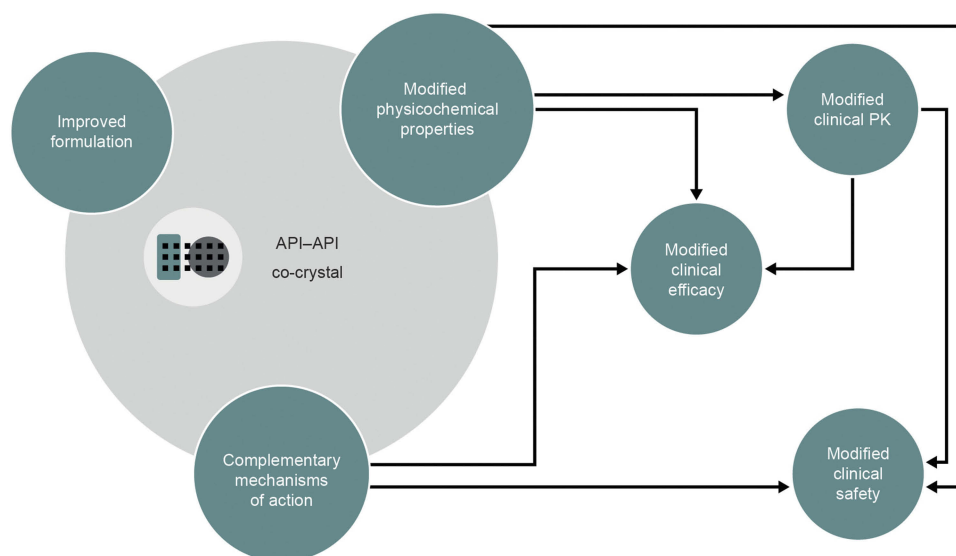 Modified
physicochemical
properties
Improved
formulation
Modified
clinical PK
API–API
co-crystal
Modified
clinical
efficacy
Complementary
mechanisms
of action
Modified
clinical
safety